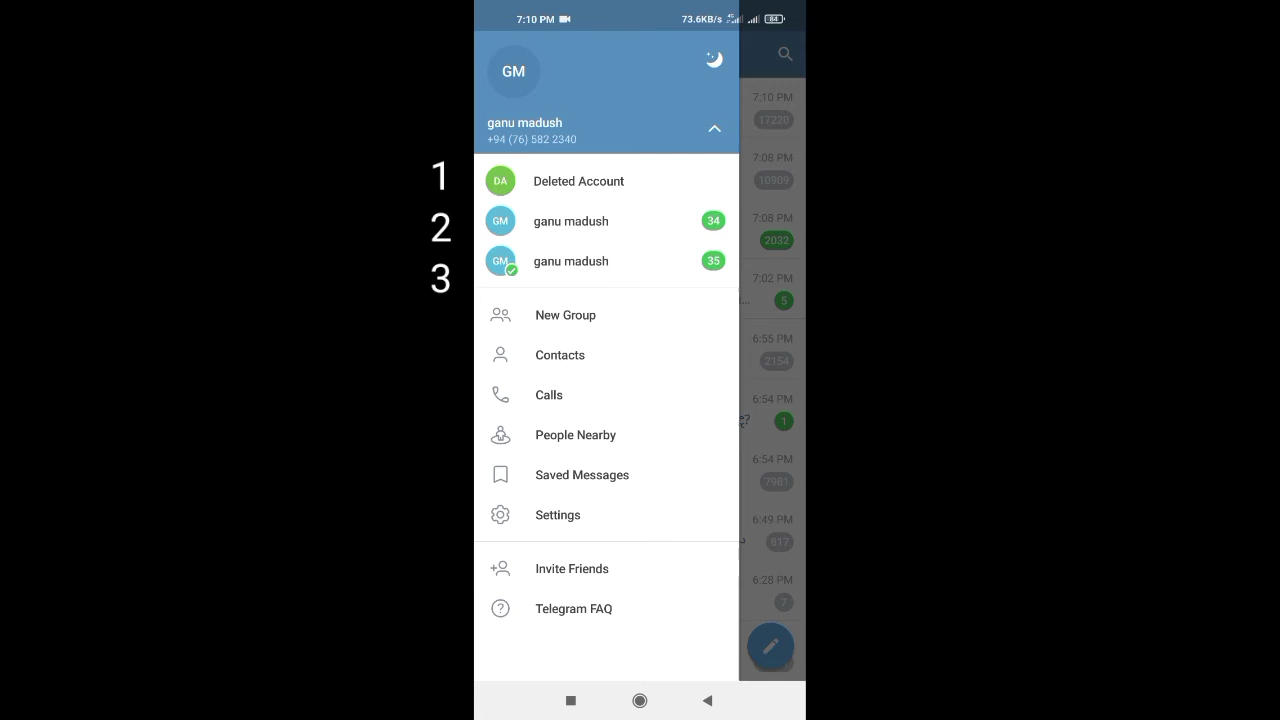 7:10 PM 73.6KB/s 4G 84
GM
ganu madush
+94 (76) 582 2340
1
DA Deleted Account
2
GM ganu madush 34
3
GM ganu madush 35
New Group
Contacts
Calls
People Nearby
Saved Messages
Settings
Invite Friends
? Telegram FAQ
7:10 PM
17220
7:08 PM
10909
7:08 PM
2032
7:02 PM
... 5
6:55 PM
2154
6:54 PM
1
6:54 PM
7981
6:49 PM
817
6:28 PM
7